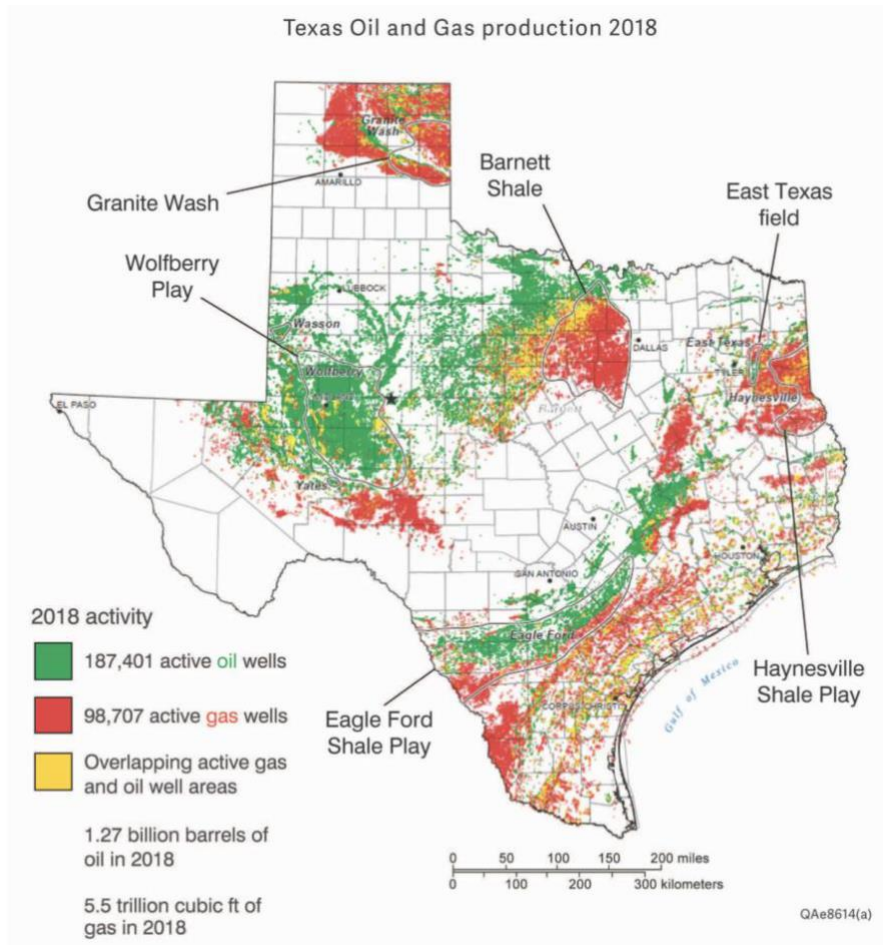 Texas Oil and Gas production 2018
Granite
Wash
Barnett
Shale
AMARILLO
East Texas
field
Granite Wash
Wolfberry
Play
LUBBOCK
Wasson
East Texas
DALLAS
TYLER
Wolfberry
Haynesville
EL PASO
Yates
AUSTIN
HOUSTON
SAN ANTONIO
2018 activity
Eagle Ford
187,401 active oil wells
Gulf of Mexico
Haynesville
Shale Play
98,707 active gas wells
CORPUS CHRISTI
Eagle Ford
Shale Play
Overlapping active gas
and oil well areas
1.27 billion barrels of
oil in 2018
0 50 100 150 200 miles
0 100 200 300 kilometers
5.5 trillion cubic ft of
gas in 2018
QAe8614(a)